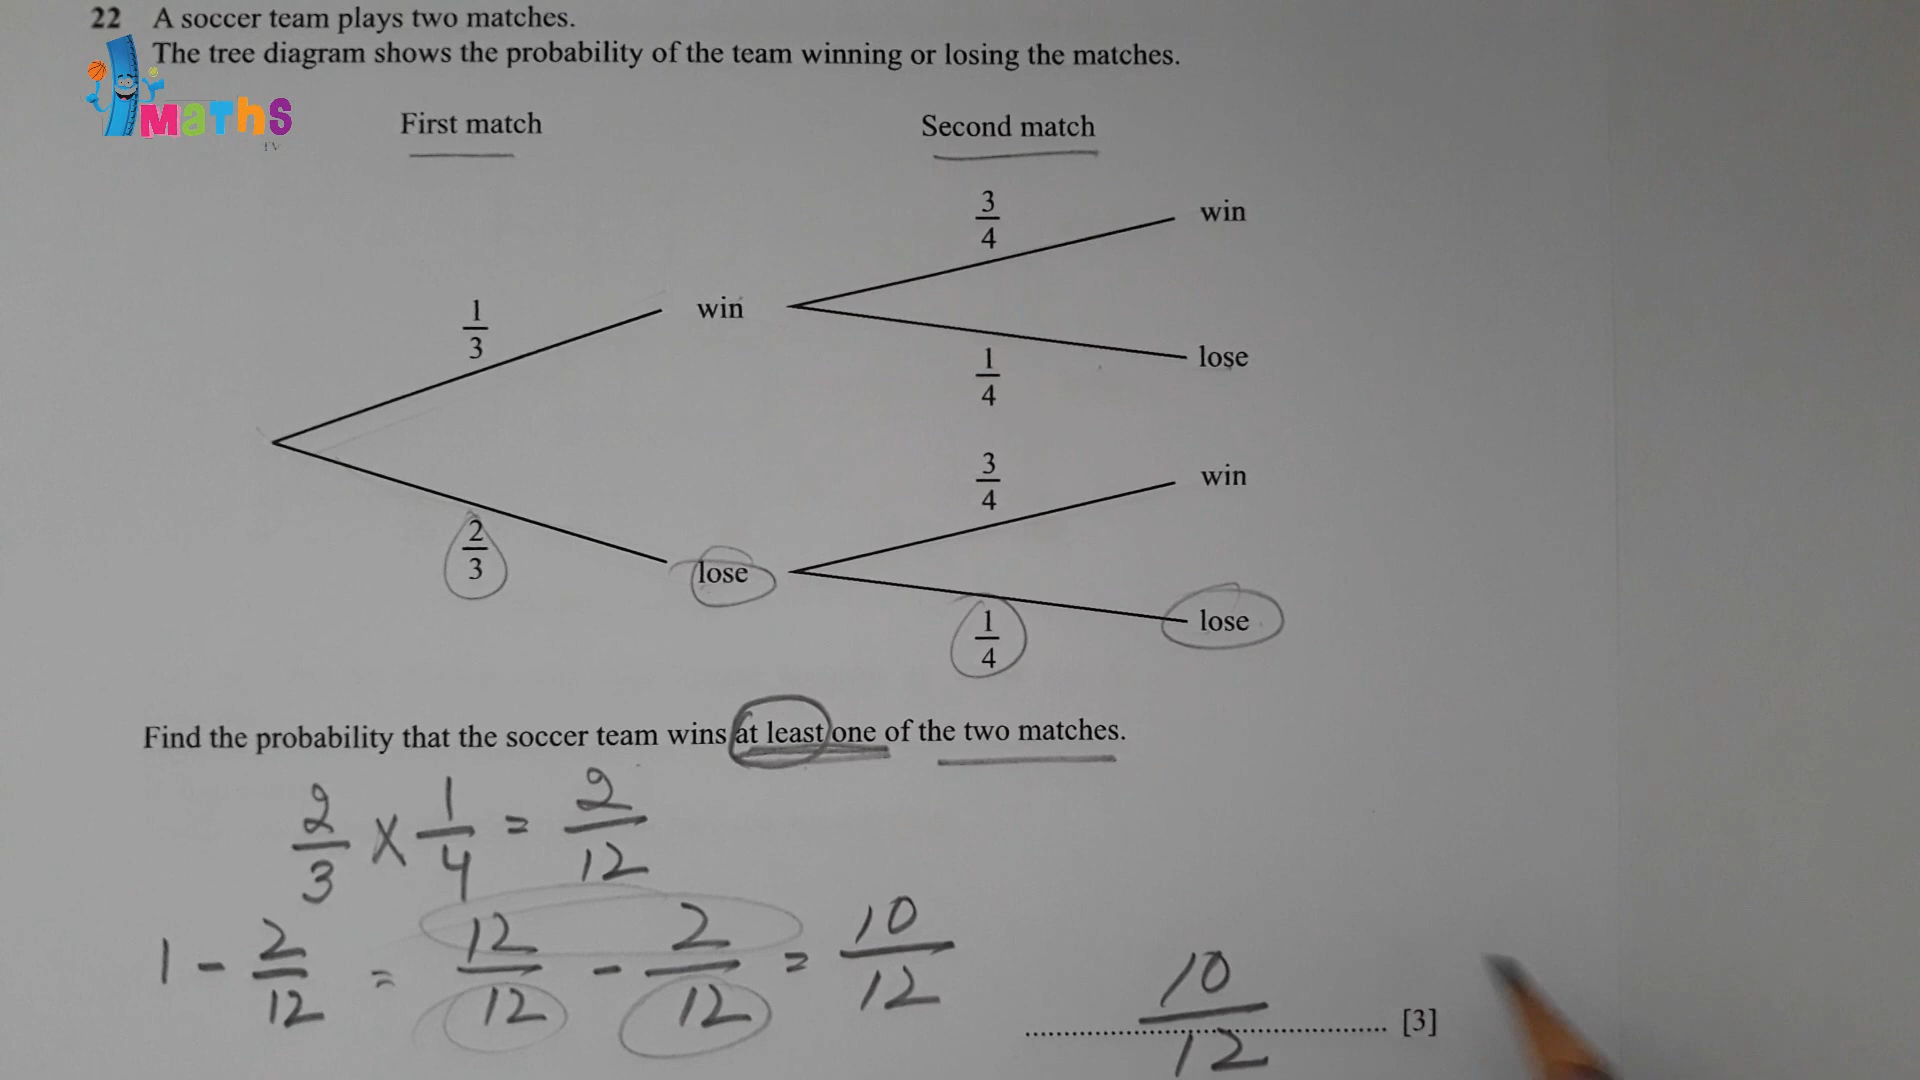 22 A soccer team plays two matches.
The tree diagram shows the probability of the team winning or losing the matches.
MaThS
TV
First match
Second match
3/4
win
1/3
win
1/4
lose
3/4
win
2/3
lose
1/4
lose
Find the probability that the soccer team wins at least one of the two matches.
2/3 x 1/4 = 2/12
1 - 2/12 = 12/12 - 2/12 = 10/12
10/12
[3]